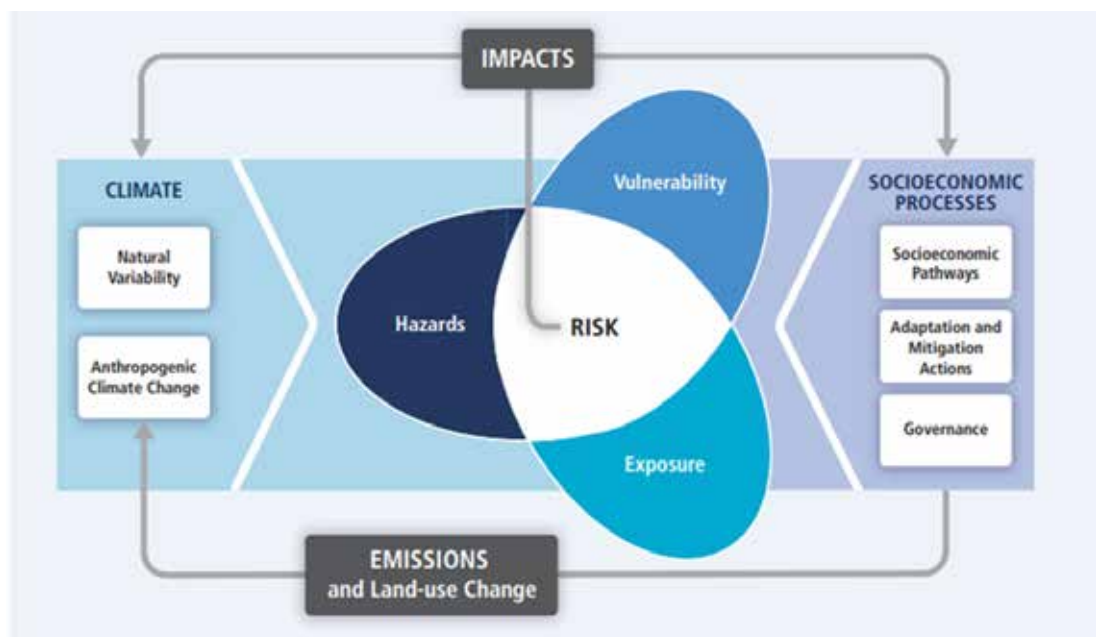 IMPACTS
CLIMATE
Natural
Variability
Anthropogenic
Climate Change
Vulnerability
Hazards
RISK
Exposure
SOCIOECONOMIC
PROCESSES
Socioeconomic
Pathways
Adaptation and
Mitigation
Actions
Governance
EMISSIONS
and Land-use Change